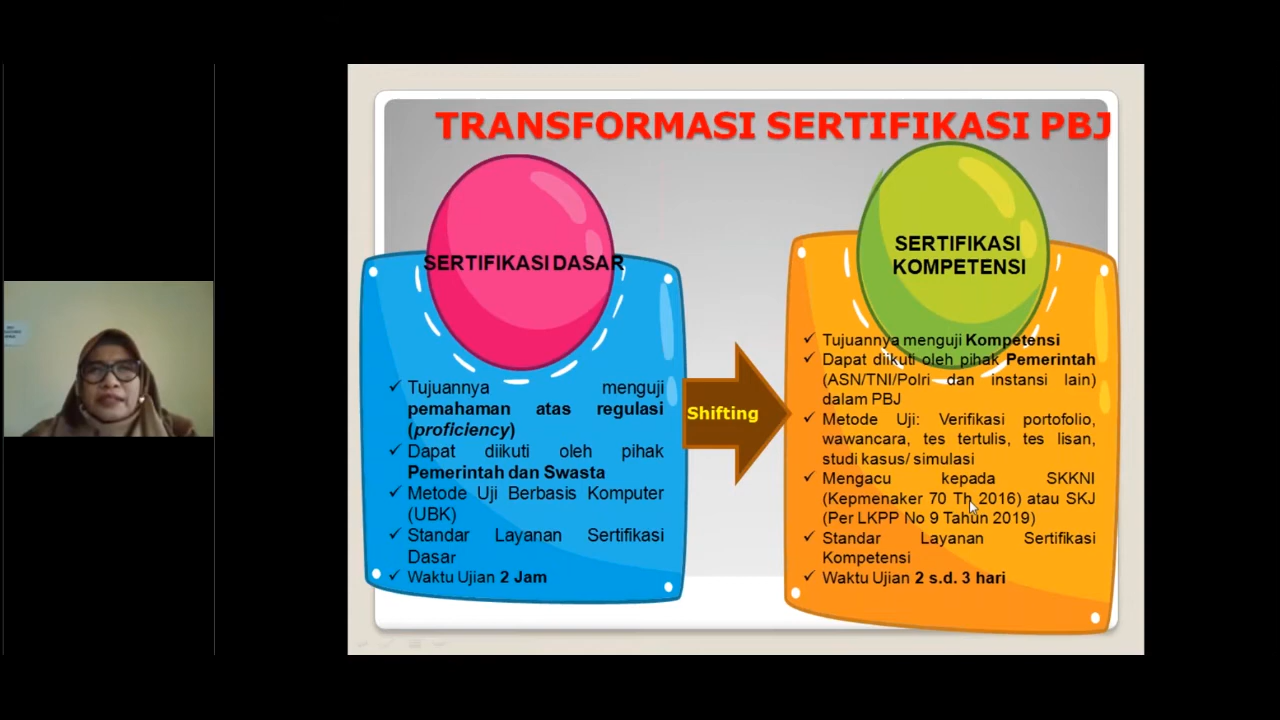 TRANSFORMASI SERTIFIKASI PBJ
SERTIFIKASI DASAR
✓ Tujuannya menguji
pemahaman atas regulasi
(proficiency)
✓ Dapat diikuti oleh pihak
Pemerintah dan Swasta
✓ Metode Uji Berbasis Komputer
(UBK)
✓ Standar Layanan Sertifikasi
Dasar
✓ Waktu Ujian 2 Jam
Shifting
SERTIFIKASI
KOMPETENSI
✓ Tujuannya menguji Kompetensi
✓ Dapat diikuti oleh pihak Pemerintah
(ASN/TNI/Polri dan instansi lain)
dalam PBJ
✓ Metode Uji: Verifikasi portofolio,
wawancara, tes tertulis, tes lisan,
studi kasus/ simulasi
✓ Mengacu kepada SKKNI
(Kepmenaker 70 Th 2016) atau SKJ
(Per LKPP No 9 Tahun 2019)
✓ Standar Layanan Sertifikasi
Kompetensi
✓ Waktu Ujian 2 s.d. 3 hari